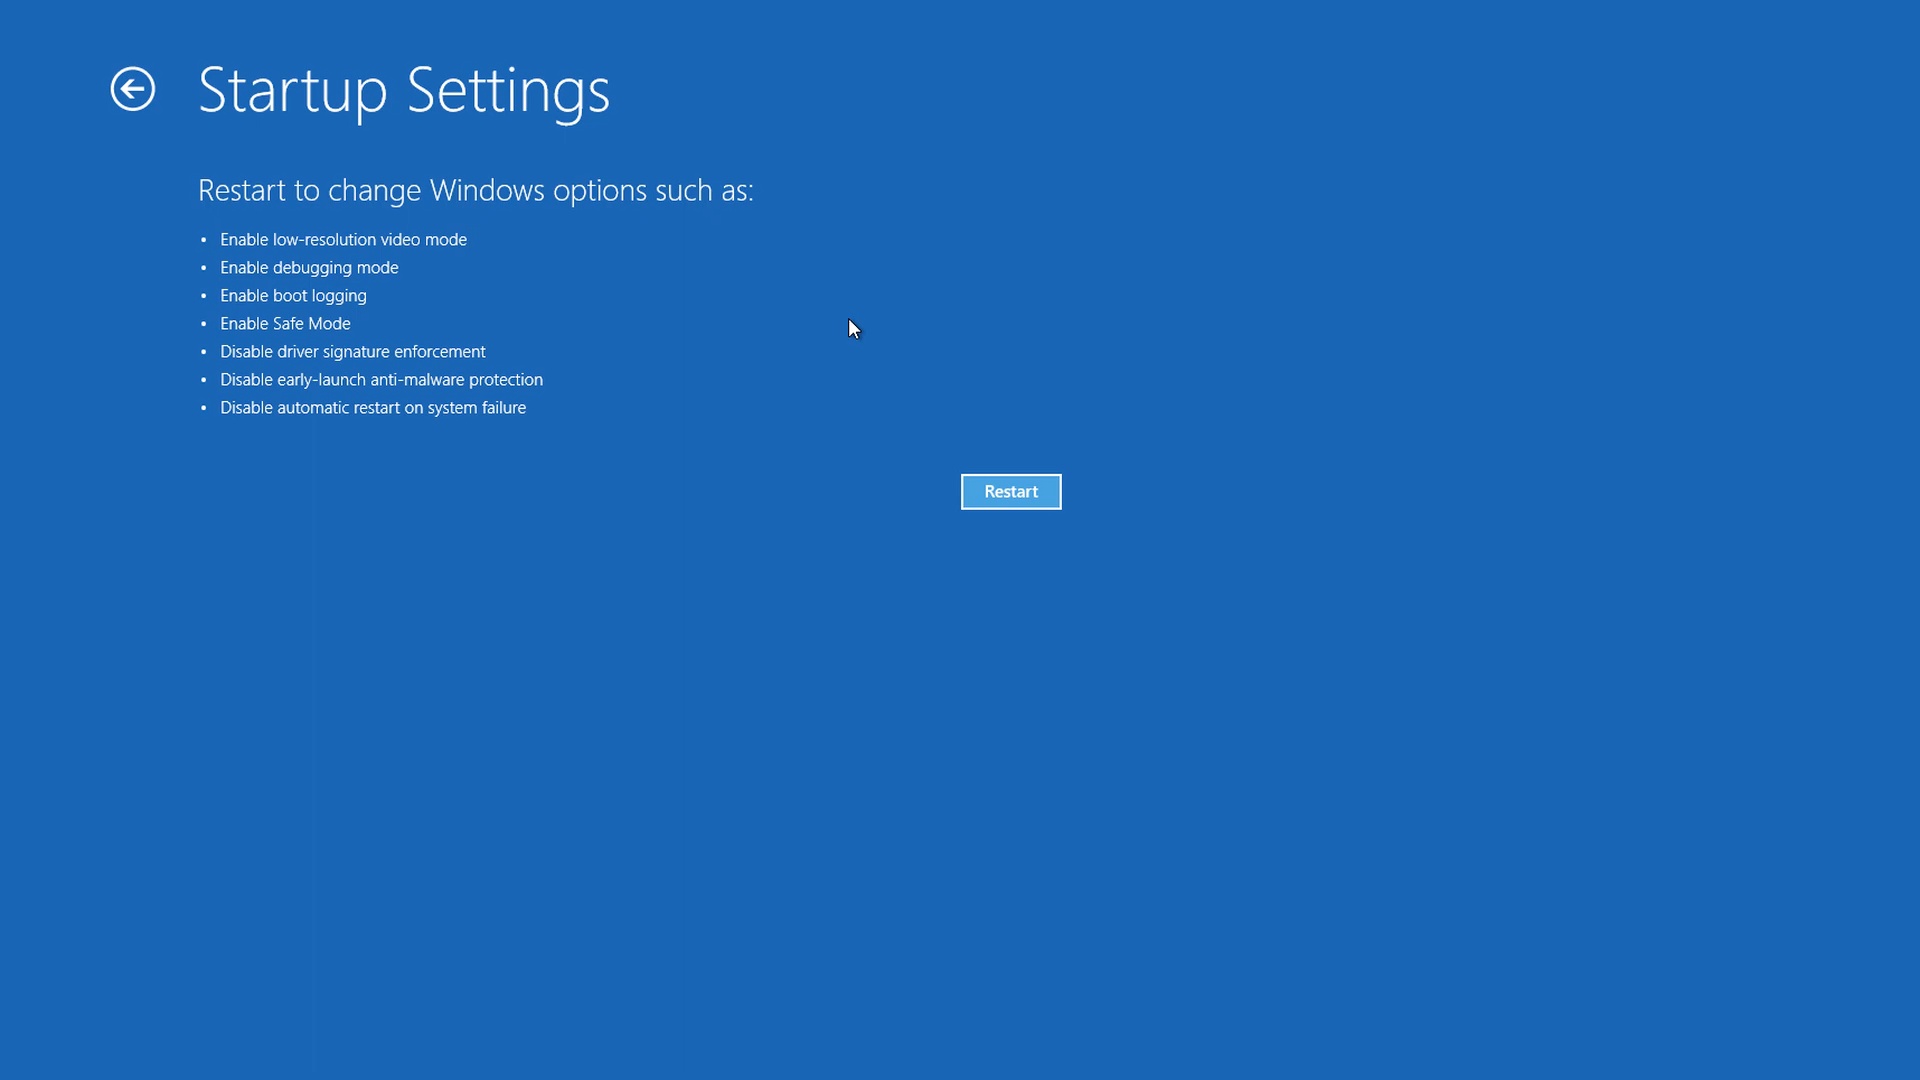 Startup Settings
Restart to change Windows options such as:
• Enable low-resolution video mode
• Enable debugging mode
• Enable boot logging
• Enable Safe Mode
• Disable driver signature enforcement
• Disable early-launch anti-malware protection
• Disable automatic restart on system failure
Restart